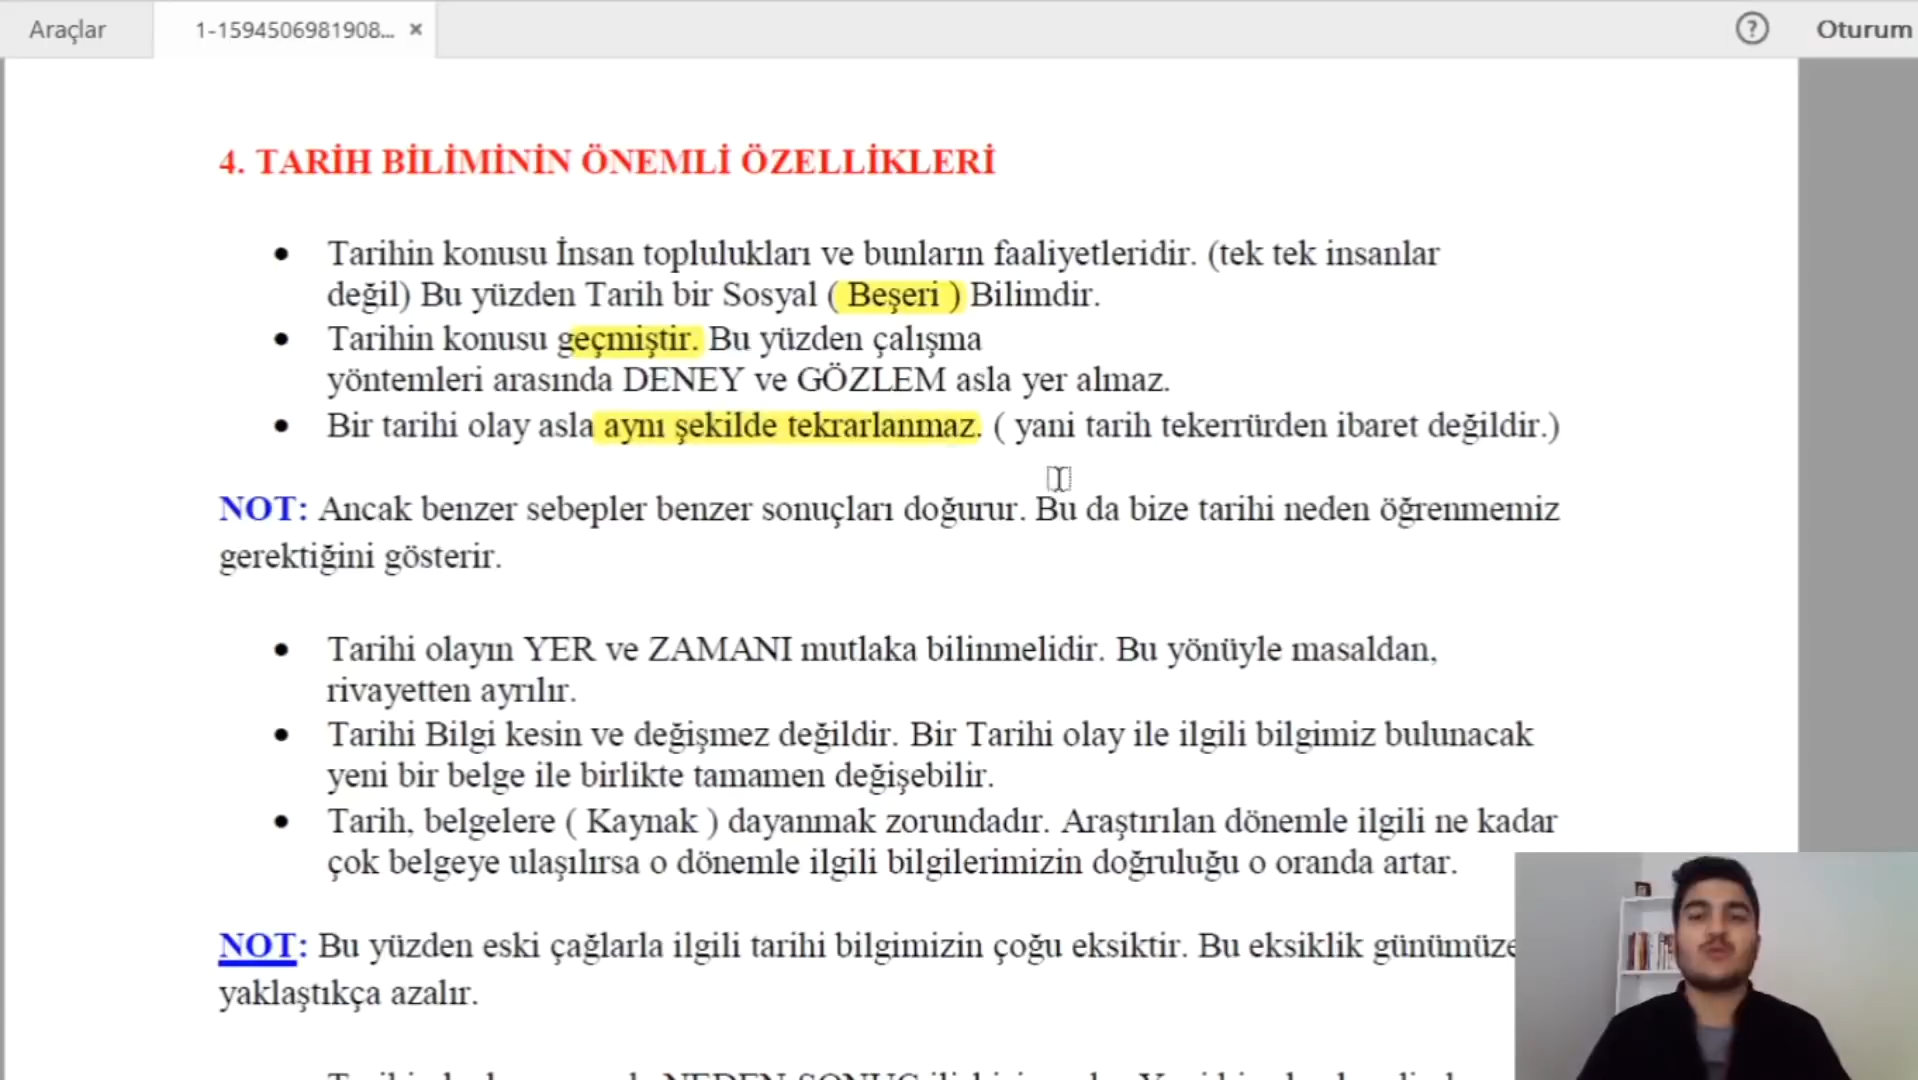 Araçlar
1-1594506981908...
Oturum
4. TARİH BİLİMİNİN ÖNEMLİ ÖZELLİKLERİ
Tarihin konusu İnsan toplulukları ve bunların faaliyetleridir. (tek tek insanlar
değil) Bu yüzden Tarih bir Sosyal ( Beşeri ) Bilimdir.
Tarihin konusu geçmiştir. Bu yüzden çalışma
yöntemleri arasında DENEY ve GÖZLEM asla yer almaz.
Bir tarihi olay asla aynı şekilde tekrarlanmaz. ( yani tarih tekerrürden ibaret değildir.)
NOT: Ancak benzer sebepler benzer sonuçları doğurur. Bu da bize tarihi neden öğrenmemiz
gerektiğini gösterir.
Tarihi olayın YER ve ZAMANI mutlaka bilinmelidir. Bu yönüyle masaldan,
rivayetten ayrılır.
Tarihi Bilgi kesin ve değişmez değildir. Bir Tarihi olay ile ilgili bilgimiz bulunacak
yeni bir belge ile birlikte tamamen değişebilir.
Tarih, belgelere ( Kaynak ) dayanmak zorundadır. Araştırılan dönemle ilgili ne kadar
çok belgeye ulaşılırsa o dönemle ilgili bilgilerimizin doğruluğu o oranda artar.
NOT: Bu yüzden eski çağlarla ilgili tarihi bilgimizin çoğu eksiktir. Bu eksiklik günümüze
yaklaştıkça azalır.